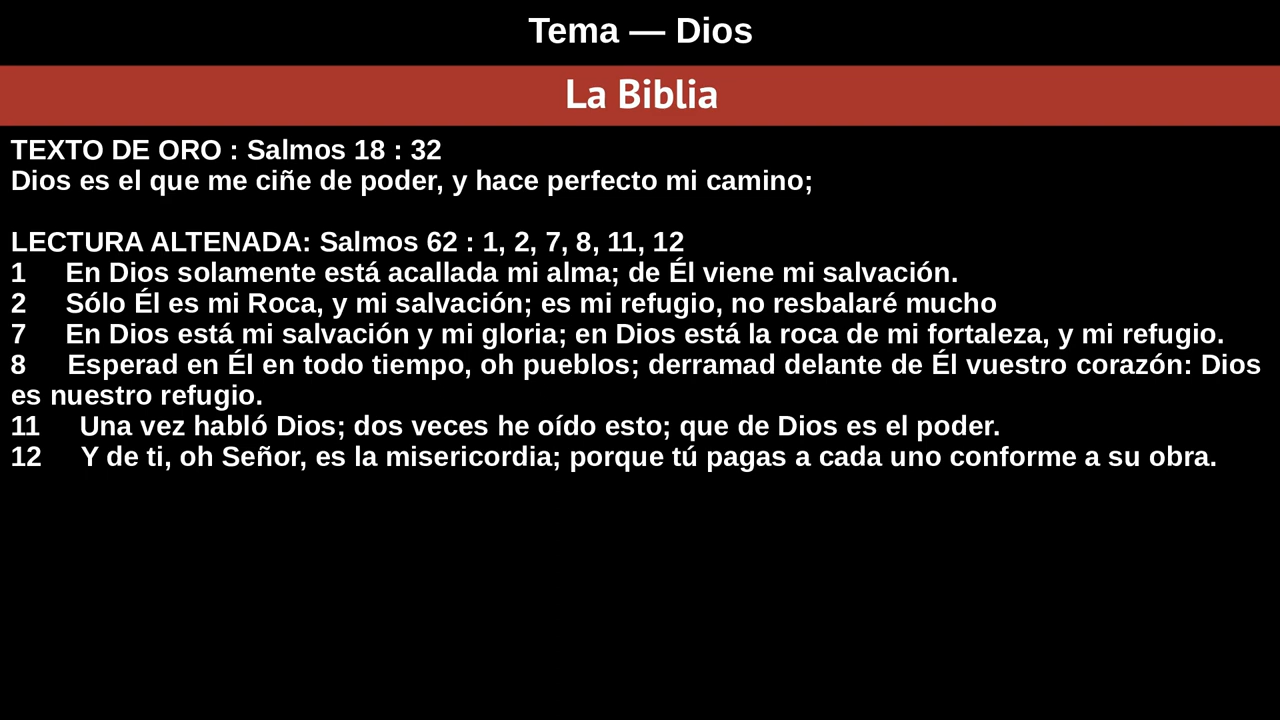 Tema — Dios
La Biblia
TEXTO DE ORO : Salmos 18 : 32
Dios es el que me ciñe de poder, y hace perfecto mi camino;
LECTURA ALTENADA: Salmos 62 : 1, 2, 7, 8, 11, 12
1 En Dios solamente está acallada mi alma; de Él viene mi salvación.
2 Sólo Él es mi Roca, y mi salvación; es mi refugio, no resbalaré mucho
7 En Dios está mi salvación y mi gloria; en Dios está la roca de mi fortaleza, y mi refugio.
8 Esperad en Él en todo tiempo, oh pueblos; derramad delante de Él vuestro corazón: Dios
es nuestro refugio.
11 Una vez habló Dios; dos veces he oído esto; que de Dios es el poder.
12 Y de ti, oh Señor, es la misericordia; porque tú pagas a cada uno conforme a su obra.